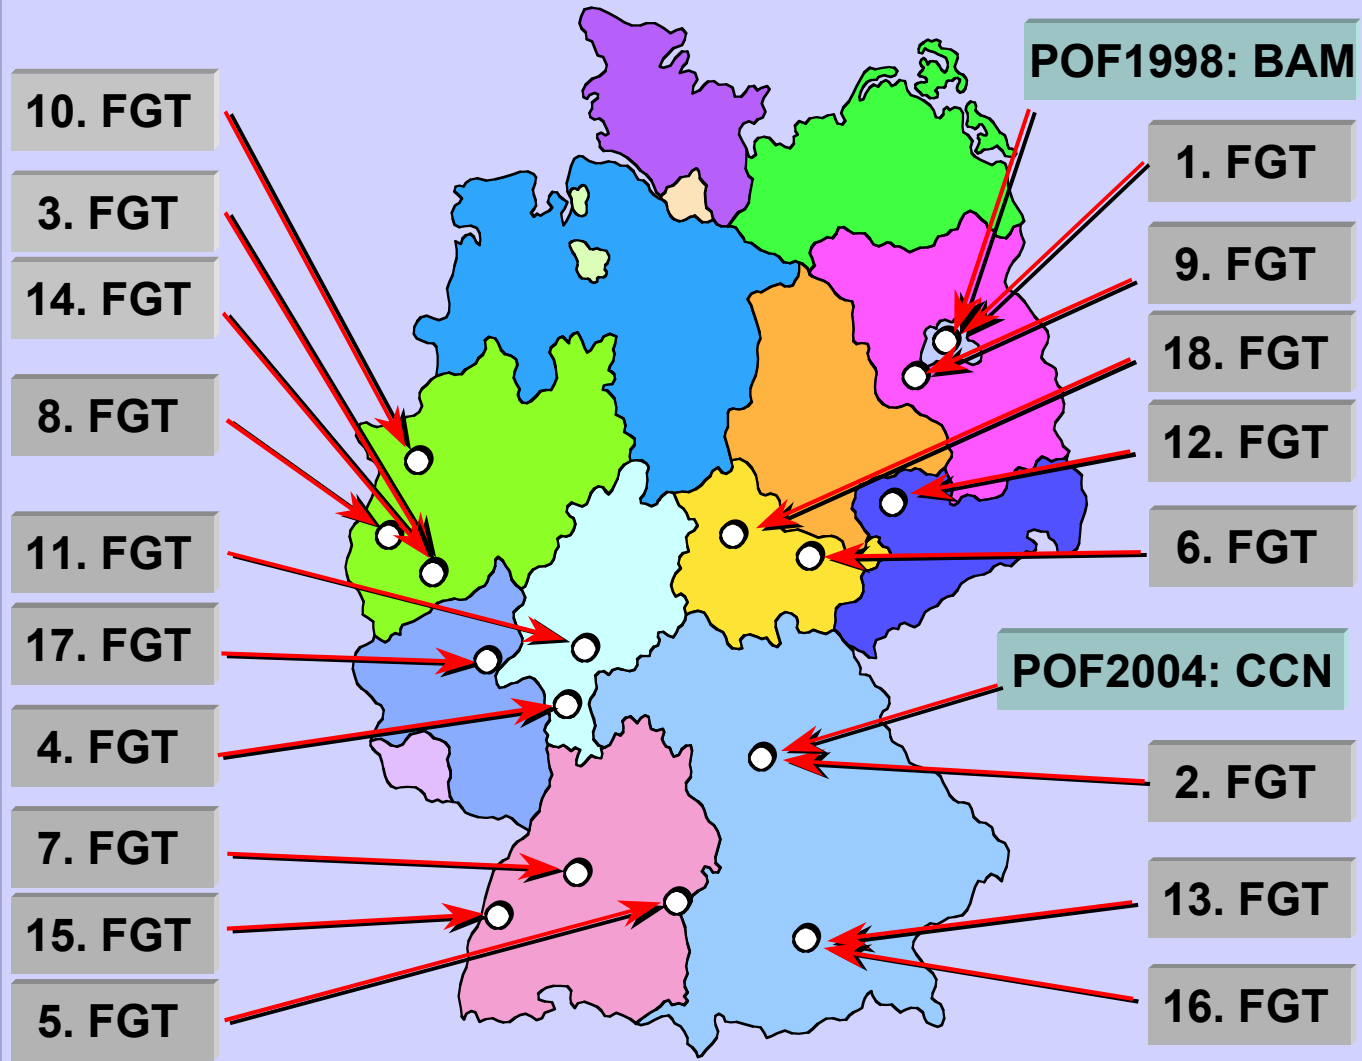 10. FGT
3. FGT
14. FGT
8. FGT
11. FGT
17. FGT
4. FGT
7. FGT
15. FGT
5. FGT
POF1998: BAM
1. FGT
9. FGT
18. FGT
12. FGT
6. FGT
POF2004: CCN
2. FGT
13. FGT
16. FGT